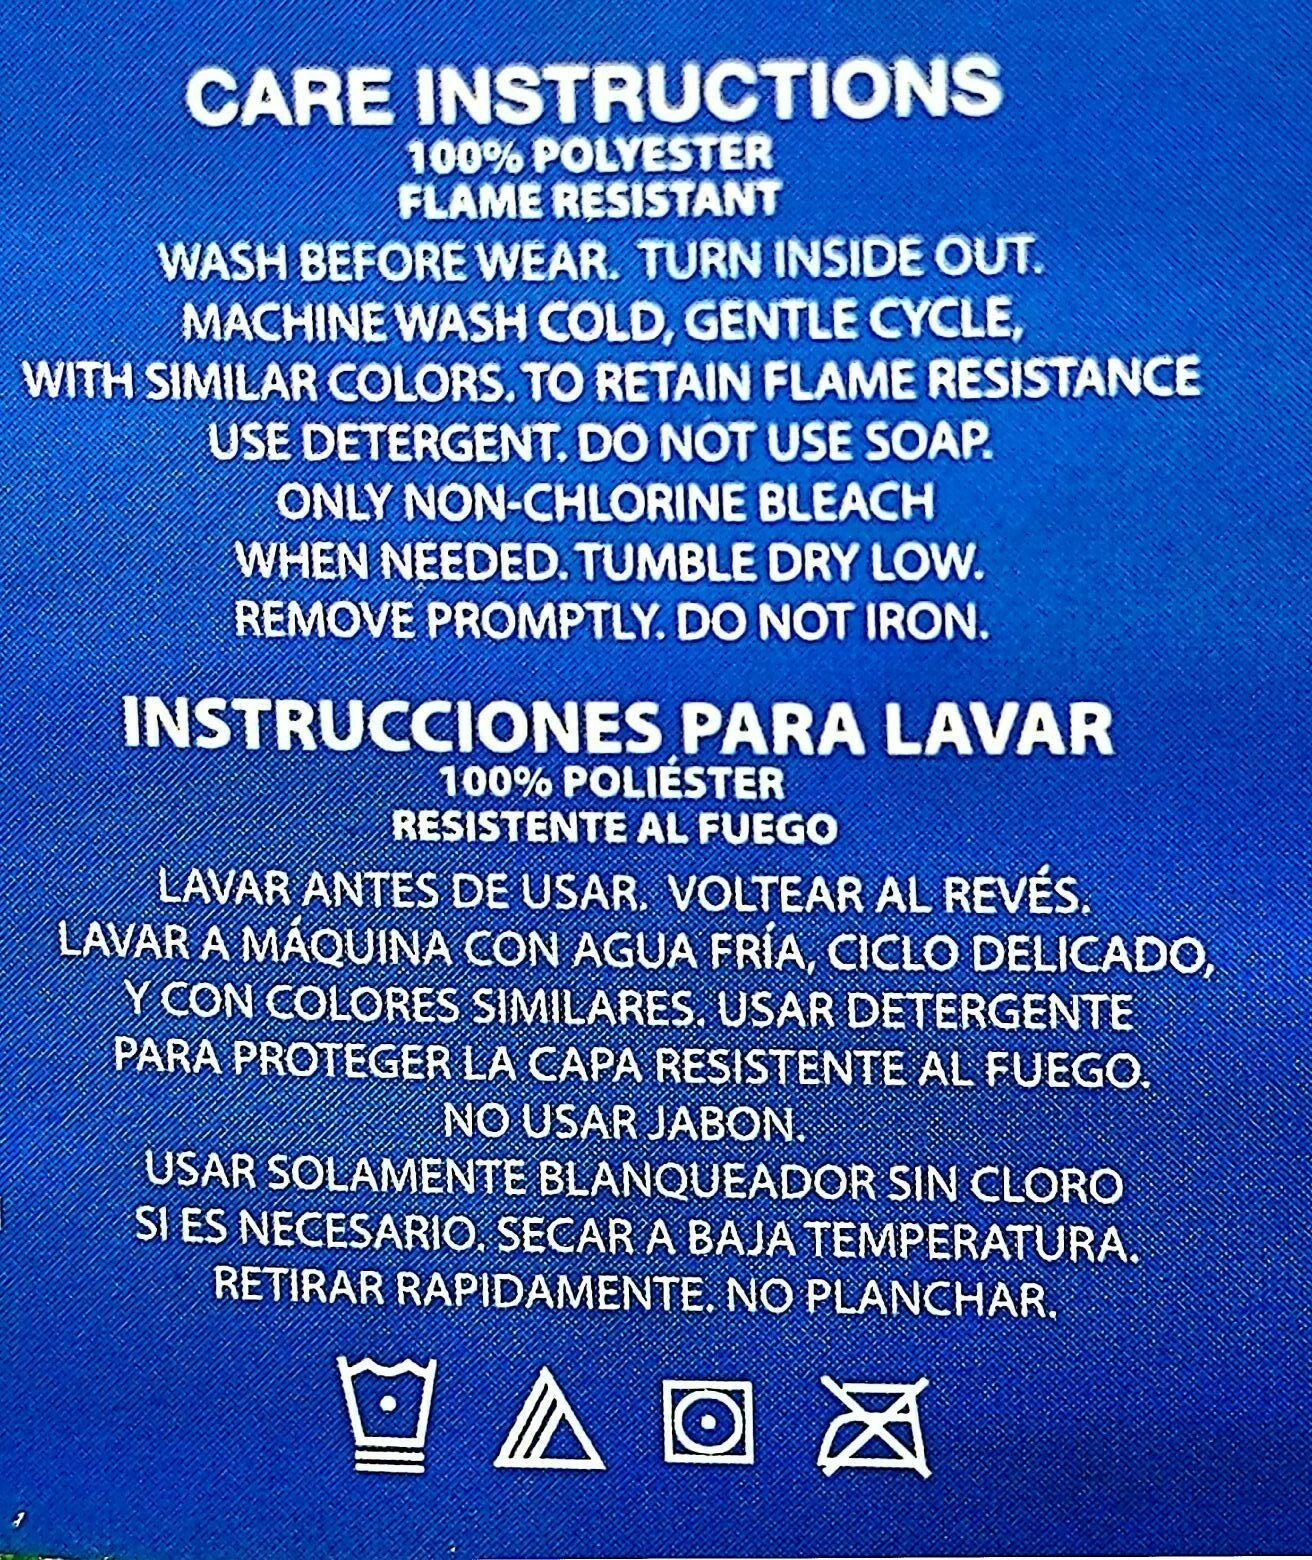 CARE INSTRUCTIONS
100% POLYESTER
FLAME RESISTANT
WASH BEFORE WEAR. TURN INSIDE OUT.
MACHINE WASH COLD, GENTLE CYCLE,
WITH SIMILAR COLORS. TO RETAIN FLAME RESISTANCE
USE DETERGENT. DO NOT USE SOAP.
ONLY NON-CHLORINE BLEACH
WHEN NEEDED. TUMBLE DRY LOW.
REMOVE PROMPTLY. DO NOT IRON.
INSTRUCCIONES PARA LAVAR
100% POLIÉSTER
RESISTENTE AL FUEGO
LAVAR ANTES DE USAR. VOLTEAR AL REVÉS.
LAVAR A MÁQUINA CON AGUA FRÍA, CICLO DELICADO,
Y CON COLORES SIMILARES. USAR DETERGENTE
PARA PROTEGER LA CAPA RESISTENTE AL FUEGO.
NO USAR JABON.
USAR SOLAMENTE BLANQUEADOR SIN CLORO
SI ES NECESARIO. SECAR A BAJA TEMPERATURA.
RETIRAR RAPIDAMENTE. NO PLANCHAR.